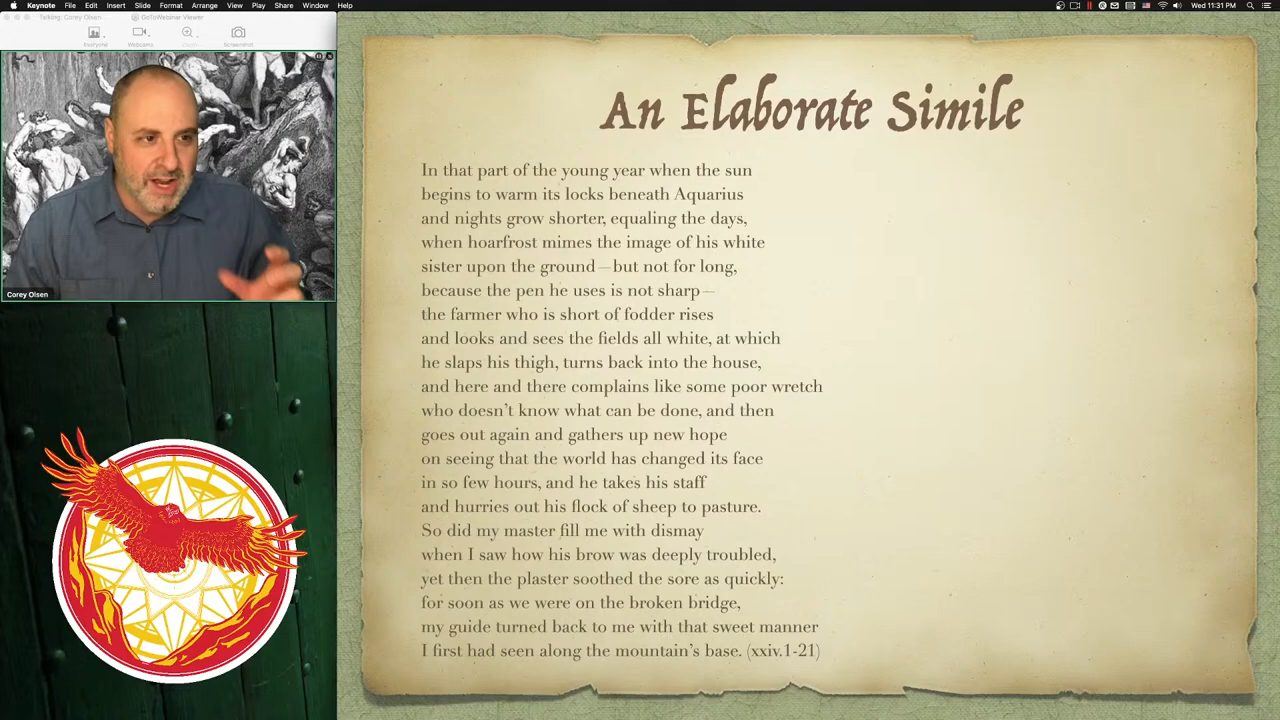 Keynote File Edit Insert Slide Format Arrange View Play Share Window Help Wed 11:31 PM
Talking: Corey Olsen... GoToWebinar Viewer
Everyone Webcams Screenshot
Corey Olsen
An Elaborate Simile
In that part of the young year when the sun
begins to warm its locks beneath Aquarius
and nights grow shorter, equaling the days,
when hoarfrost mimes the image of his white
sister upon the ground—but not for long,
because the pen he uses is not sharp—
the farmer who is short of fodder rises
and looks and sees the fields all white, at which
he slaps his thigh, turns back into the house,
and here and there complains like some poor wretch
who doesn't know what can be done, and then
goes out again and gathers up new hope
on seeing that the world has changed its face
in so few hours, and he takes his staff
and hurries out his flock of sheep to pasture.
So did my master fill me with dismay
when I saw how his brow was deeply troubled,
yet then the plaster soothed the sore as quickly:
for soon as we were on the broken bridge,
my guide turned back to me with that sweet manner
I first had seen along the mountain's base. (xxiv.1-21)